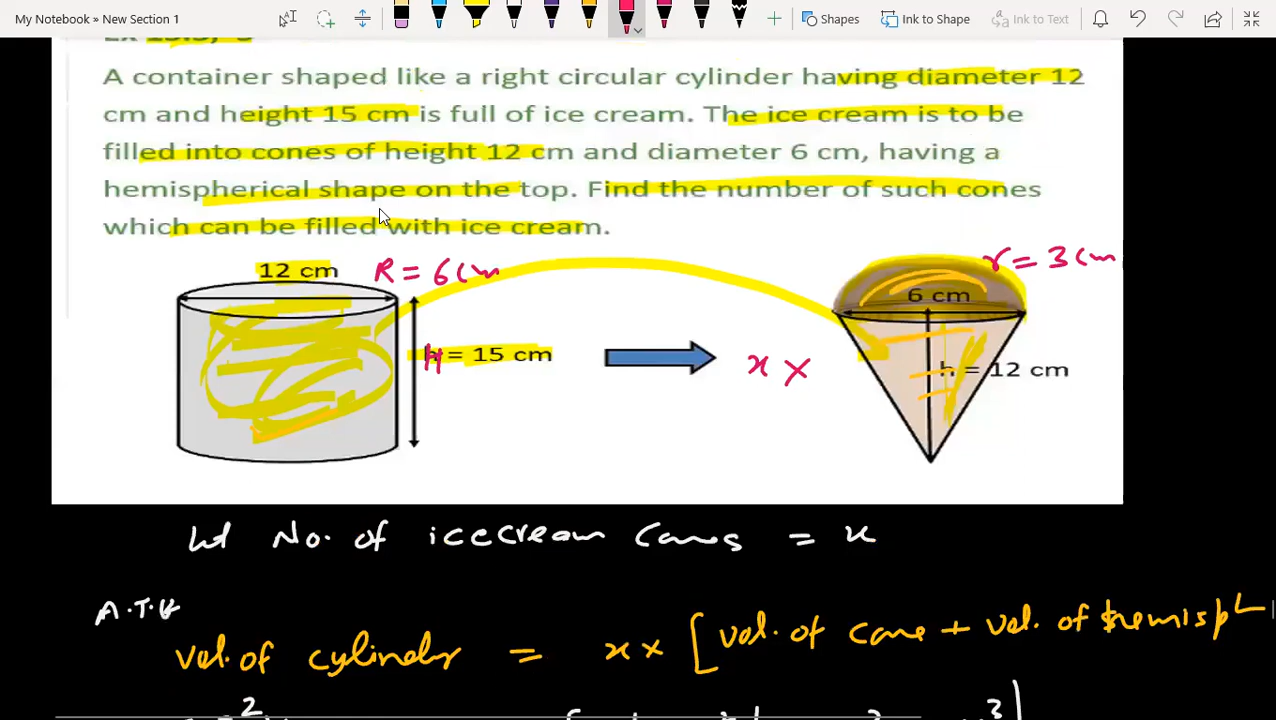 My Notebook » New Section 1
Shapes
Ink to Shape
Ink to Text
A container shaped like a right circular cylinder having diameter 12
cm and height 15 cm is full of ice cream. The ice cream is to be
filled into cones of height 12 cm and diameter 6 cm, having a
hemispherical shape on the top. Find the number of such cones
which can be filled with ice cream.
12 cm
R = 6 cm
r = 3 cm
6 cm
H = 15 cm
x ×
h = 12 cm
Let No. of icecream cones = x
A.T.Q
vol. of cylinder = x × [vol. of cone + vol. of